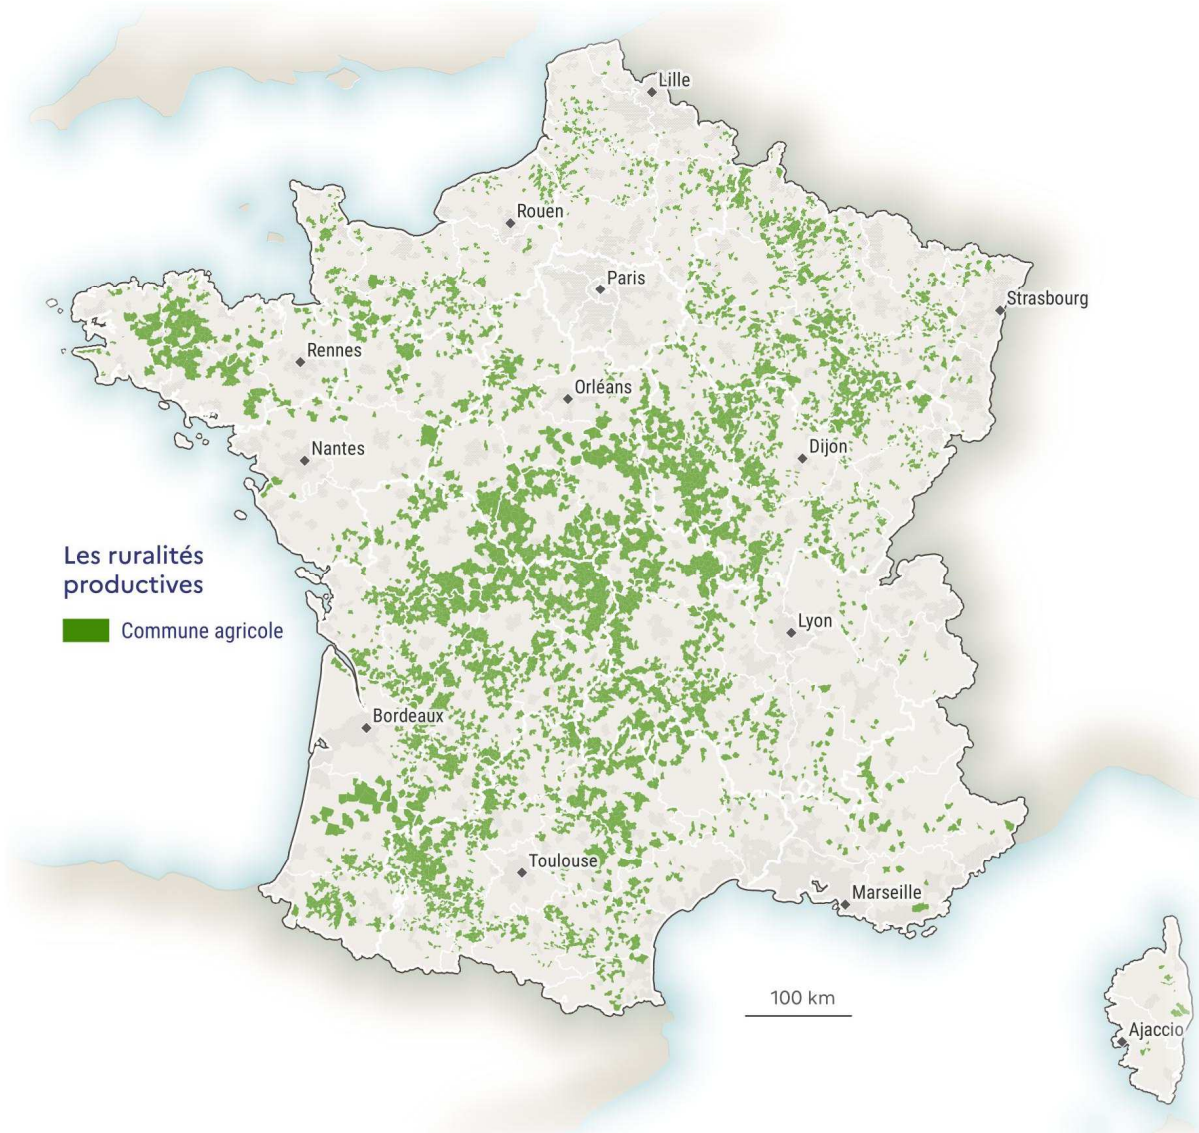 Lille
Rouen
Paris
Strasbourg
Rennes
Orléans
Nantes
Dijon
Les ruralités
productives
Commune agricole
Lyon
Bordeaux
Toulouse
Marseille
100 km
Ajaccio